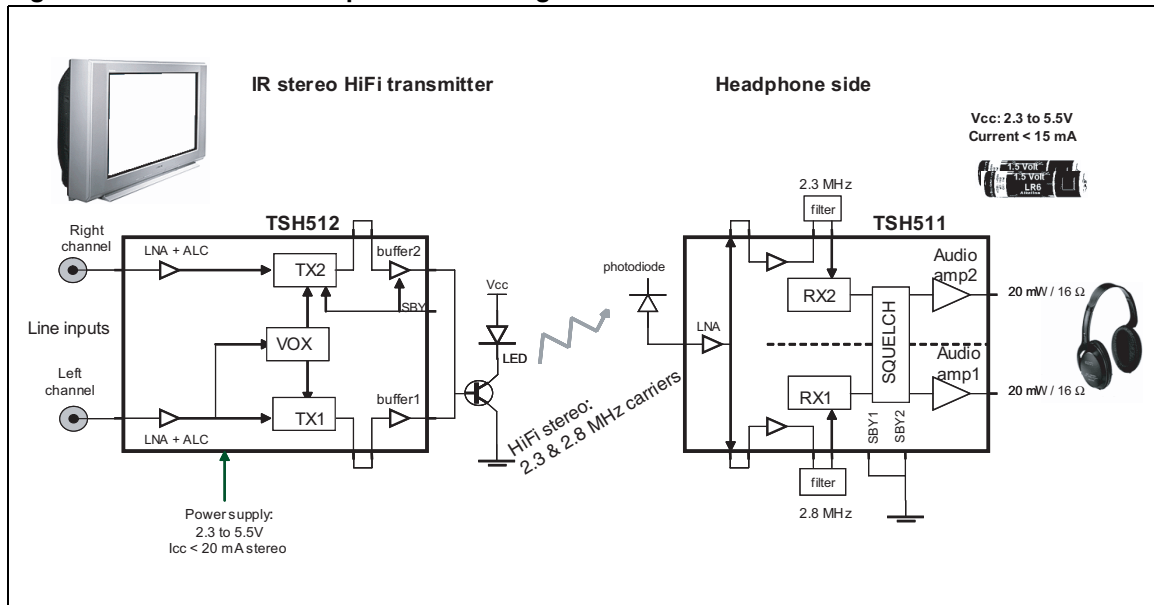 IR stereo HiFi transmitter
Headphone side
Vcc: 2.3 to 5.5V
Current < 15 mA
1.5 Volt
1.5 Volt
LR6
Alkaline
TSH512
Right
channel
LNA + ALC
TX2
buffer2
SBY
Line inputs
VOX
Left
channel
LNA + ALC
TX1
buffer1
Power supply:
2.3 to 5.5V
Icc < 20 mA stereo
Vcc
LED
HiFi stereo:
2.3 & 2.8 MHz carriers
2.3 MHz
filter
TSH511
photodiode
LNA
RX2
SQUELCH
Audio
amp2
20 mW / 16 Ω
RX1
Audio
amp1
20 mW / 16 Ω
SBY1
SBY2
filter
2.8 MHz